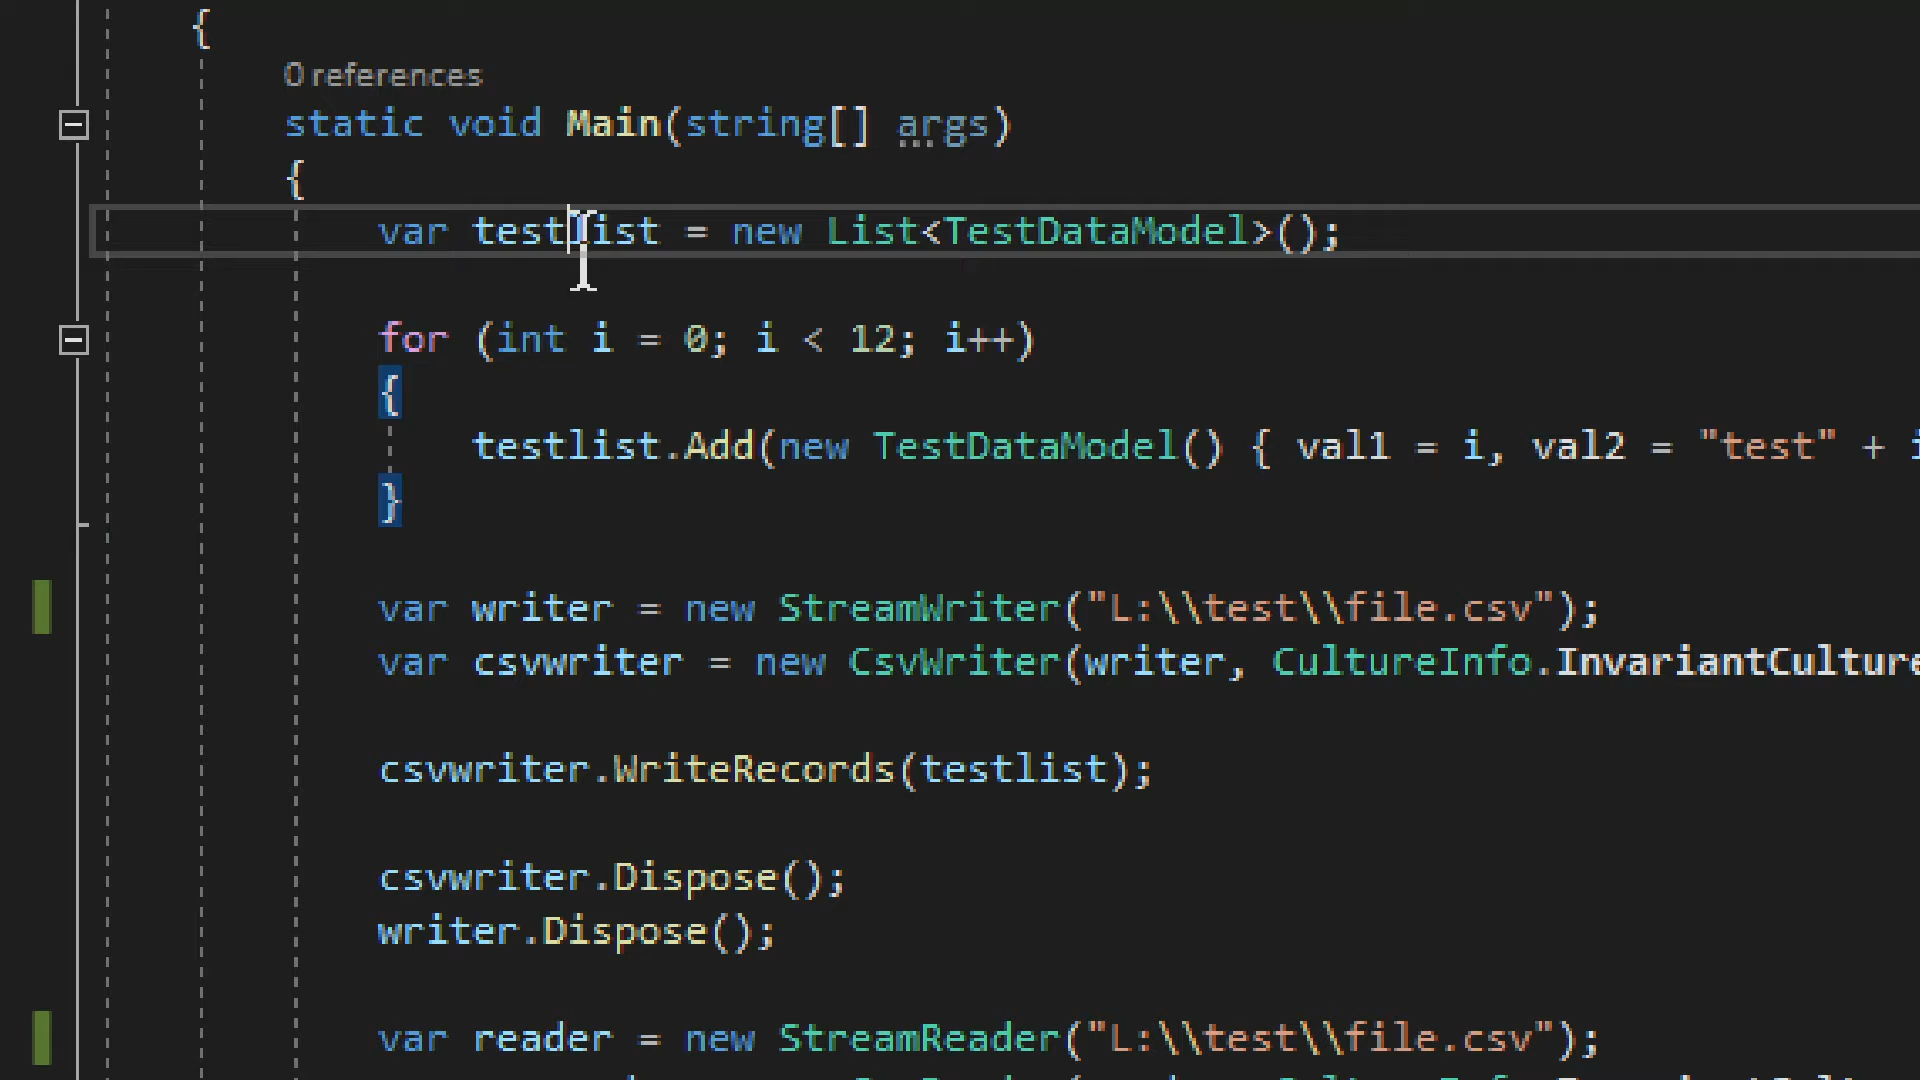 {
0 references
static void Main(string[] args)
{
var testlist = new List<TestDataModel>();
for (int i = 0; i < 12; i++)
{
testlist.Add(new TestDataModel() { val1 = i, val2 = "test" + i
}
var writer = new StreamWriter("L:\\test\\file.csv");
var csvwriter = new CsvWriter(writer, CultureInfo.InvariantCulture
csvwriter.WriteRecords(testlist);
csvwriter.Dispose();
writer.Dispose();
var reader = new StreamReader("L:\\test\\file.csv");